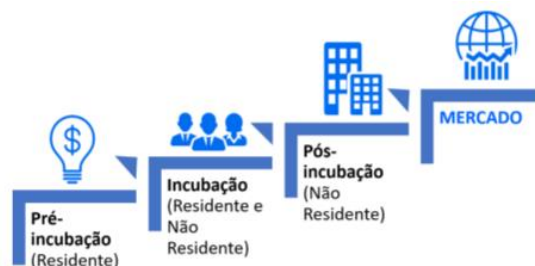 Pré-
incubação
(Residente)
Incubação
(Residente e
Não
Residente)
Pós-
incubação
(Não
Residente)
MERCADO
$